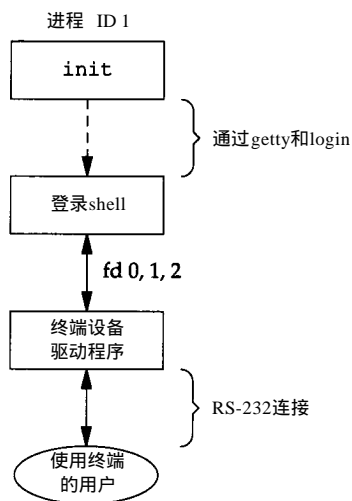 进程 ID 1
init
通过getty和login
登录shell
fd 0, 1, 2
终端设备
驱动程序
RS-232连接
使用终端
的用户